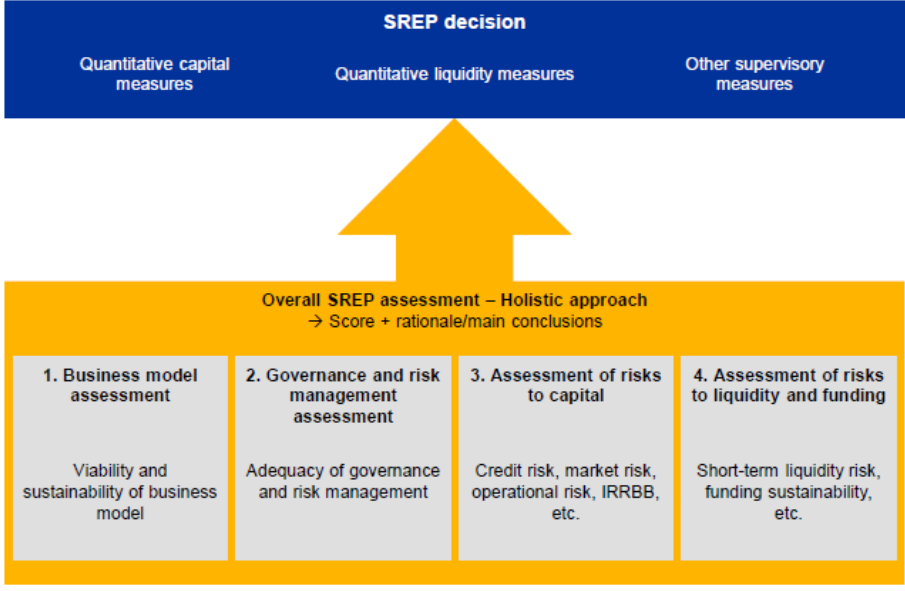 SREP decision
Quantitative capital
measures
Quantitative liquidity measures
Other supervisory
measures
Overall SREP assessment – Holistic approach
→ Score + rationale/main conclusions
1. Business model
assessment
Viability and
sustainability of business
model
2. Governance and risk
management
assessment
Adequacy of governance
and risk management
3. Assessment of risks
to capital
Credit risk, market risk,
operational risk, IRRBB,
etc.
4. Assessment of risks
to liquidity and funding
Short-term liquidity risk,
funding sustainability,
etc.